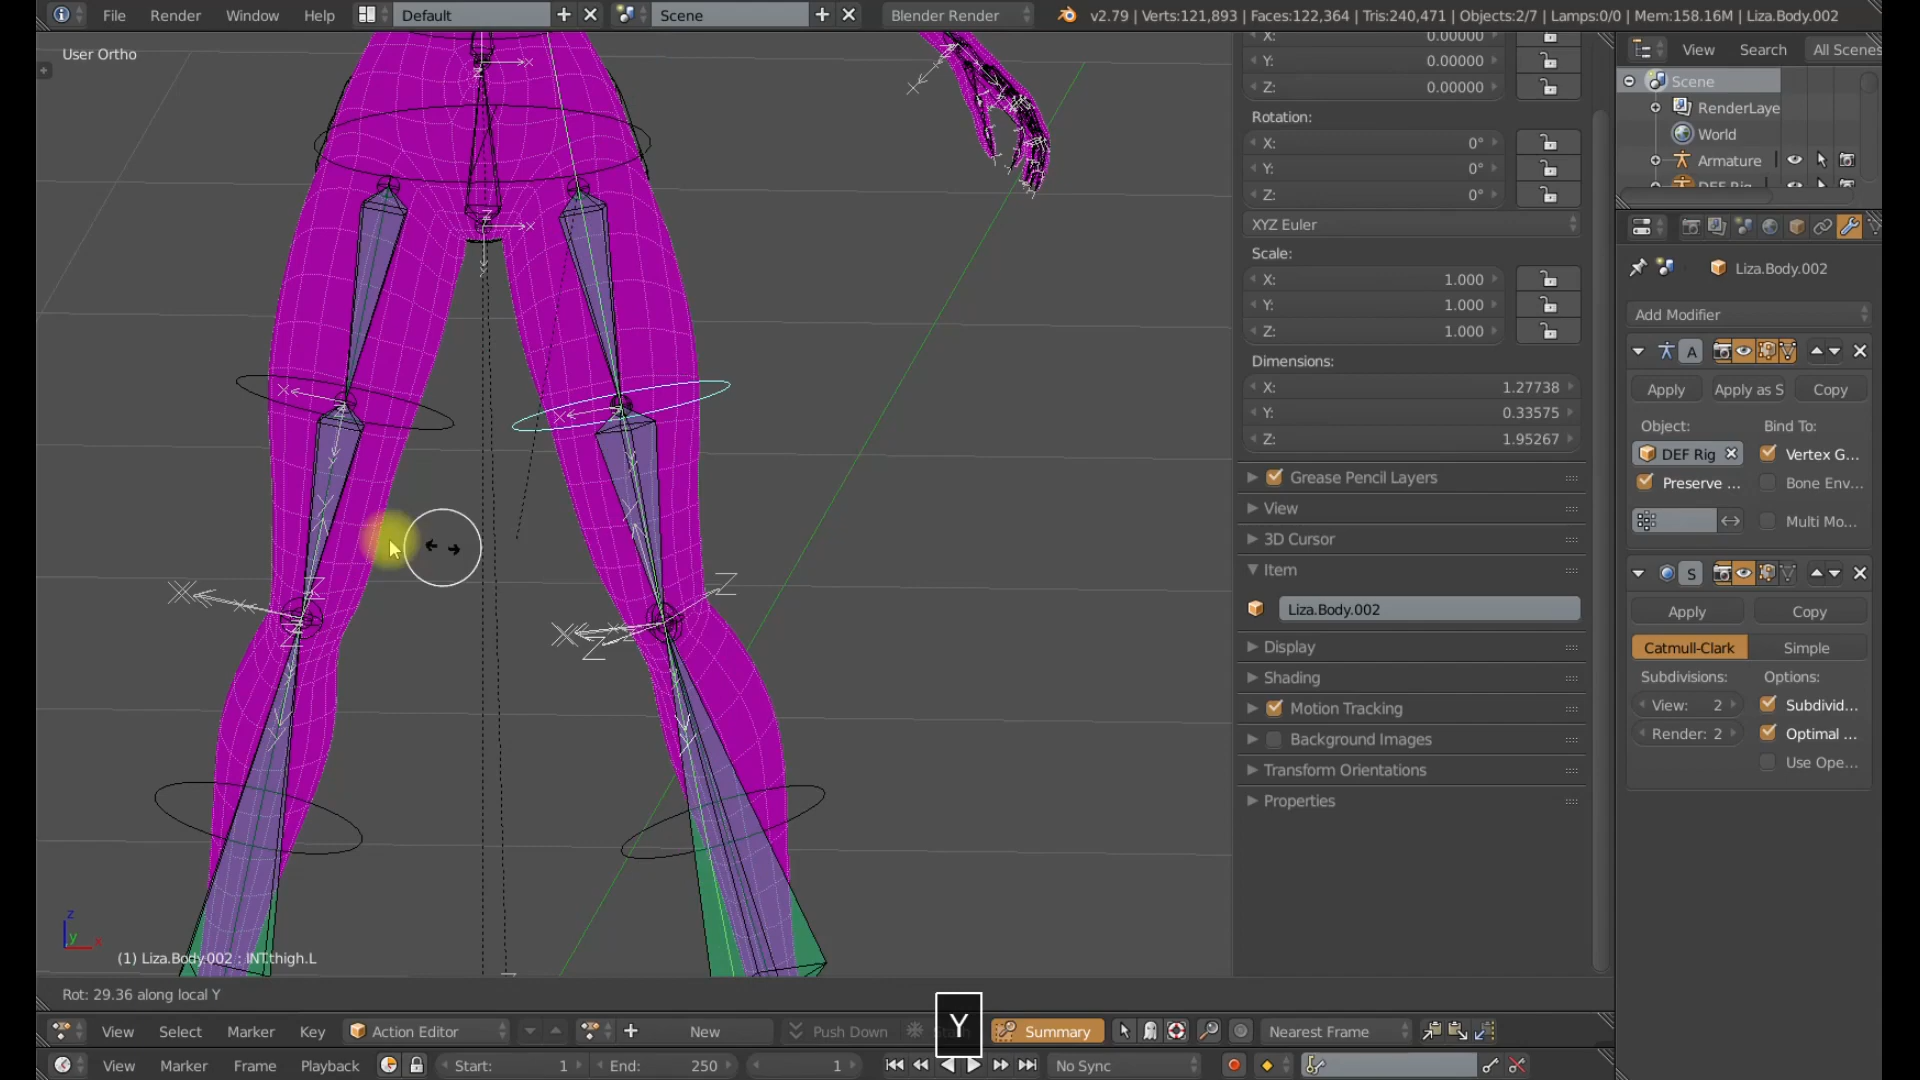 File Render Window Help Default Scene Blender Render v2.79 | Verts:121,893 | Faces:122,364 | Tris:240,471 | Objects:2/7 | Lamps:0/0 | Mem:158.16M | Liza.Body.002
User Ortho
X: 0.00000
Y: 0.00000
Z: 0.00000
Rotation:
X: 0°
Y: 0°
Z: 0°
XYZ Euler
Scale:
X: 1.000
Y: 1.000
Z: 1.000
Dimensions:
X: 1.27738
Y: 0.33575
Z: 1.95267
Grease Pencil Layers
View
3D Cursor
Item
Liza.Body.002
Display
Shading
Motion Tracking
Background Images
Transform Orientations
Properties
View Search All Scenes
Scene
RenderLaye
World
Armature
DEF Rig
Liza.Body.002
Add Modifier
A
Apply Apply as S Copy
Object: Bind To:
DEF Rig Vertex G...
Preserve ... Bone Env...
Multi Mo...
S
Apply Copy
Catmull-Clark Simple
Subdivisions: Options:
View: 2 Subdivid...
Render: 2 Optimal ...
Use Ope...
(1) Liza.Body.002 : INT.thigh.L
Rot: 29.36 along local Y
Y
View Select Marker Key Action Editor New Push Down Summary Nearest Frame
View Marker Frame Playback Start: 1 End: 250 1 No Sync